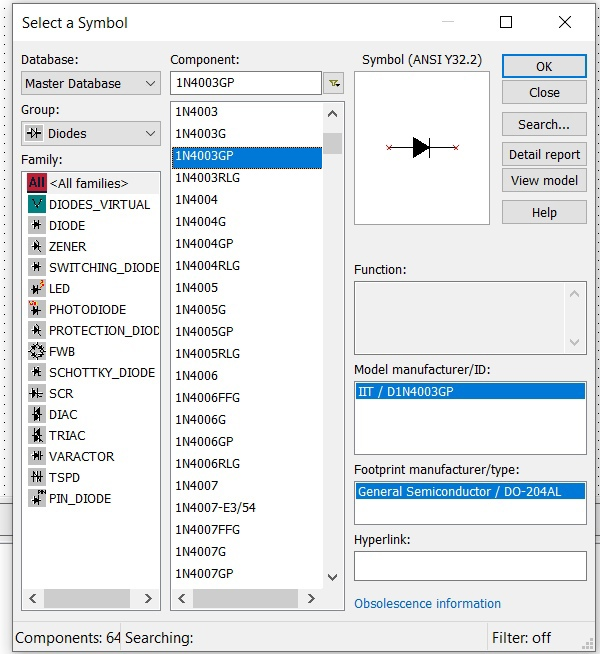 Select a Symbol
Database:
Master Database
Group:
Diodes
Family:
All <All families>
DIODES_VIRTUAL
DIODE
ZENER
SWITCHING_DIODE
LED
PHOTODIODE
PROTECTION_DIOD
FWB
SCHOTTKY_DIODE
SCR
DIAC
TRIAC
VARACTOR
TSPD
PIN_DIODE
Component:
1N4003GP
1N4003
1N4003G
1N4003GP
1N4003RLG
1N4004
1N4004G
1N4004GP
1N4004RLG
1N4005
1N4005G
1N4005GP
1N4005RLG
1N4006
1N4006FFG
1N4006G
1N4006GP
1N4006RLG
1N4007
1N4007-E3/54
1N4007FFG
1N4007G
1N4007GP
Symbol (ANSI Y32.2)
OK
Close
Search...
Detail report
View model
Help
Function:
Model manufacturer/ID:
IIT / D1N4003GP
Footprint manufacturer/type:
General Semiconductor / DO-204AL
Hyperlink:
Obsolescence information
Components: 64
Searching:
Filter: off